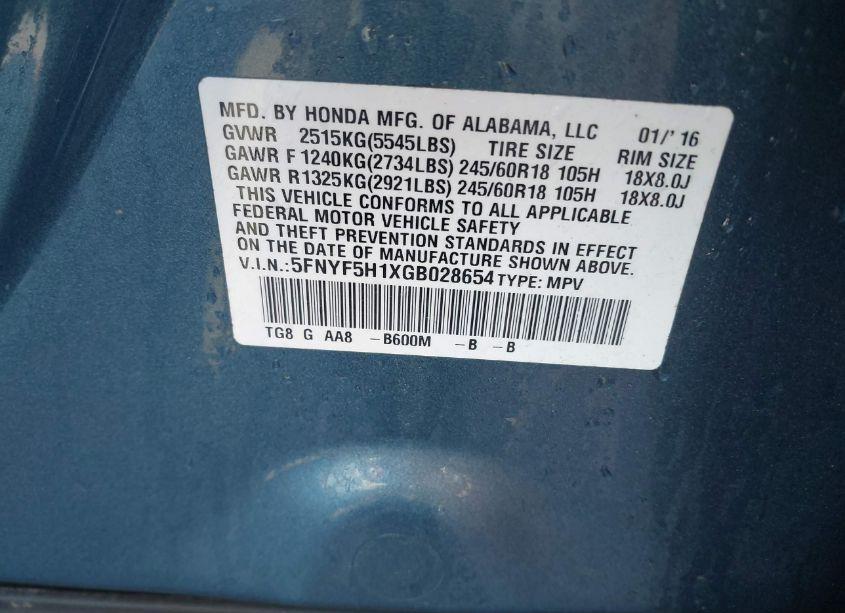 MFD. BY HONDA MFG. OF ALABAMA, LLC 01/' 16
GVWR 2515KG(5545LBS) TIRE SIZE RIM SIZE
GAWR F 1240KG(2734LBS) 245/60R18 105H 18X8.0J
GAWR R1325KG(2921LBS) 245/60R18 105H 18X8.0J
THIS VEHICLE CONFORMS TO ALL APPLICABLE
FEDERAL MOTOR VEHICLE SAFETY
AND THEFT PREVENTION STANDARDS IN EFFECT
ON THE DATE OF MANUFACTURE SHOWN ABOVE.
V.I.N.:5FNYF5H1XGB028654 TYPE: MPV
TG8 G AA8 -B600M -B -B